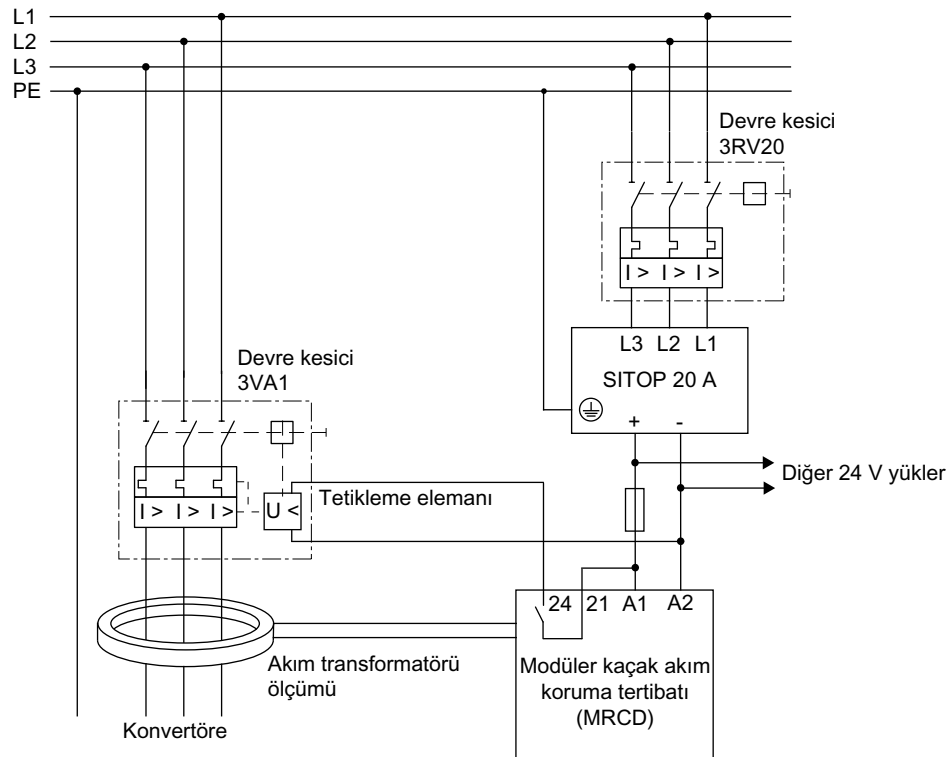 L1
L2
L3
PE
Devre kesici
3RV20
I > I > I >
L3 L2 L1
SITOP 20 A
+ -
Devre kesici
3VA1
Diğer 24 V yükler
Tetikleme elemanı
I > I > I >
U <
24 21 A1 A2
Akım transformatörü
ölçümü
Modüler kaçak akım
koruma tertibatı
(MRCD)
Konvertöre